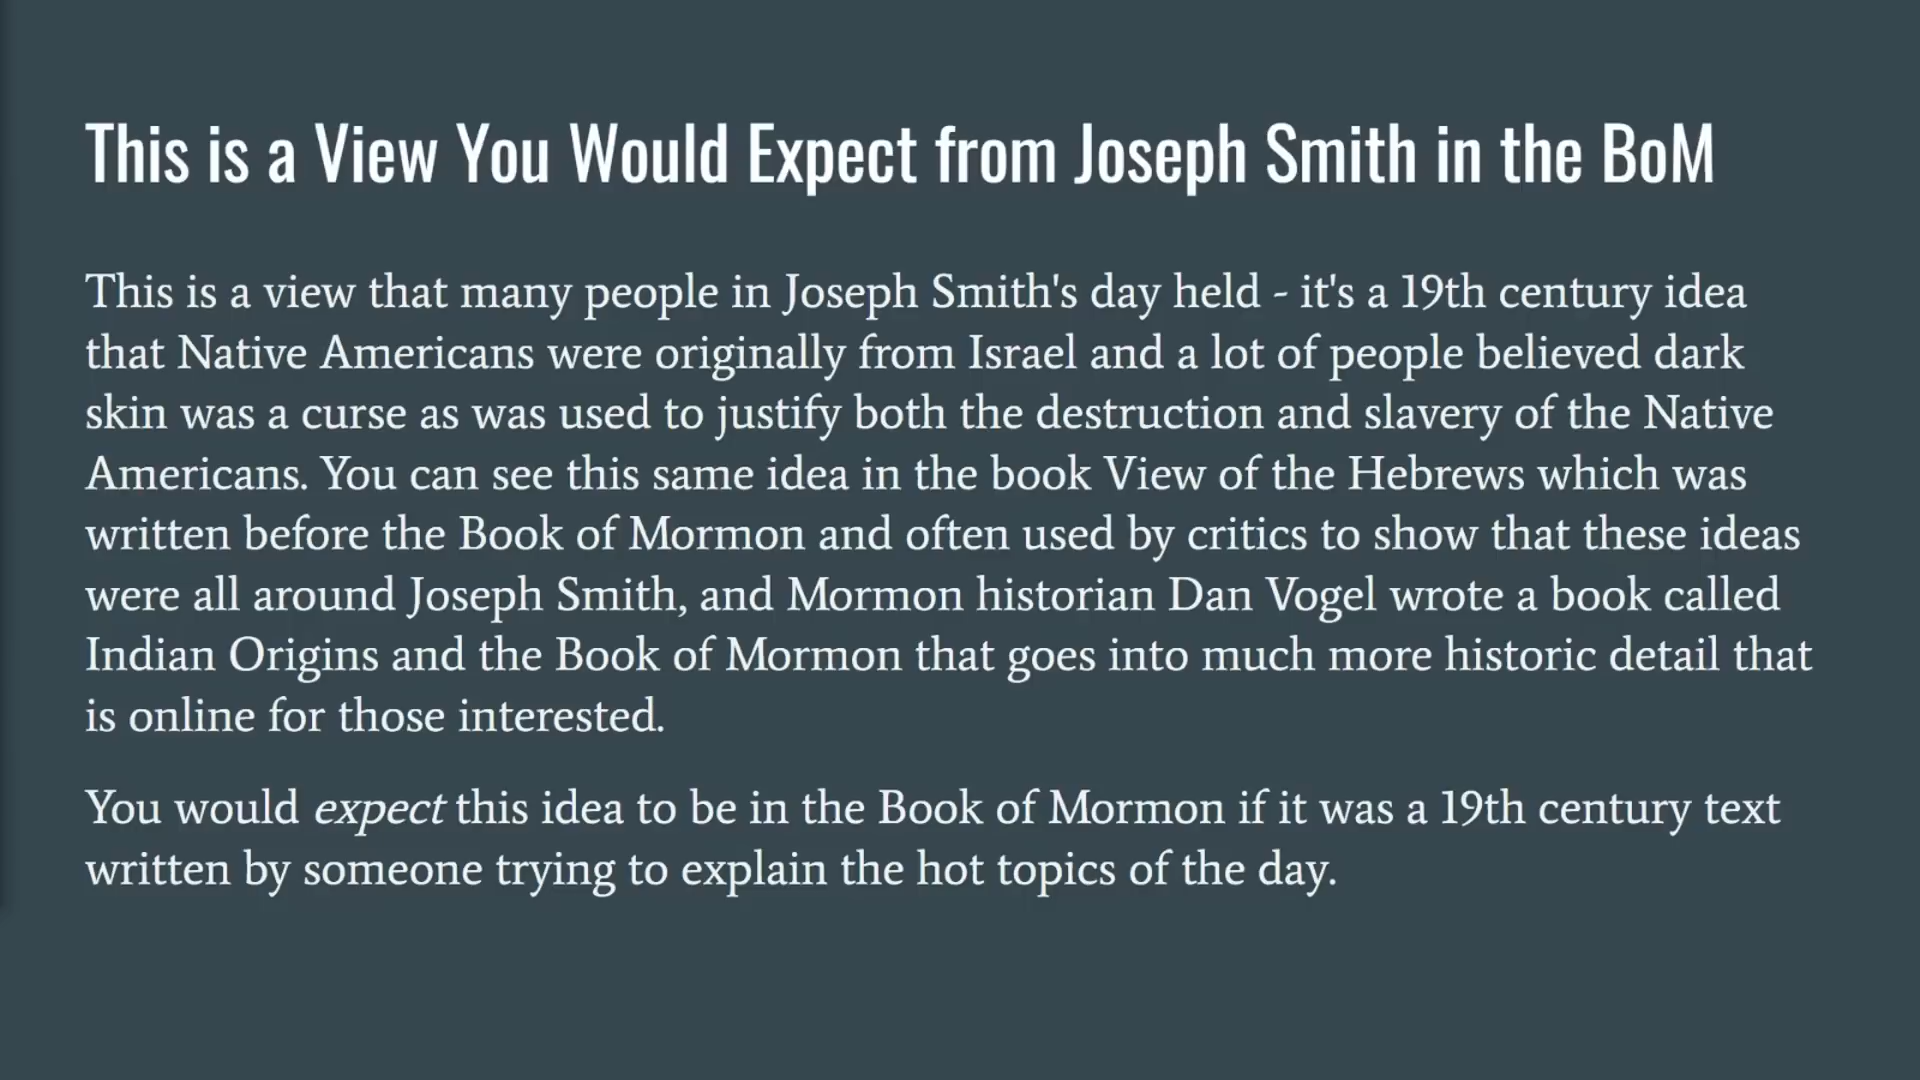 This is a View You Would Expect from Joseph Smith in the BoM
This is a view that many people in Joseph Smith's day held - it's a 19th century idea
that Native Americans were originally from Israel and a lot of people believed dark
skin was a curse as was used to justify both the destruction and slavery of the Native
Americans. You can see this same idea in the book View of the Hebrews which was
written before the Book of Mormon and often used by critics to show that these ideas
were all around Joseph Smith, and Mormon historian Dan Vogel wrote a book called
Indian Origins and the Book of Mormon that goes into much more historic detail that
is online for those interested.
You would expect this idea to be in the Book of Mormon if it was a 19th century text
written by someone trying to explain the hot topics of the day.